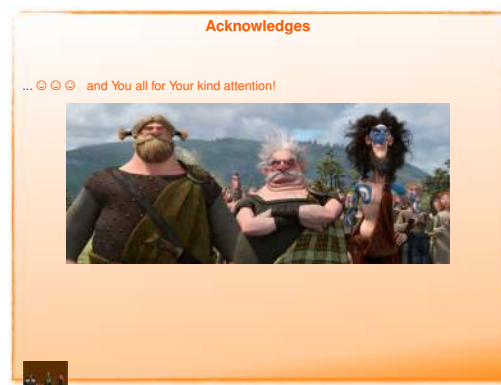 Acknowledges
... ☺ ☺ ☺ and You all for Your kind attention!